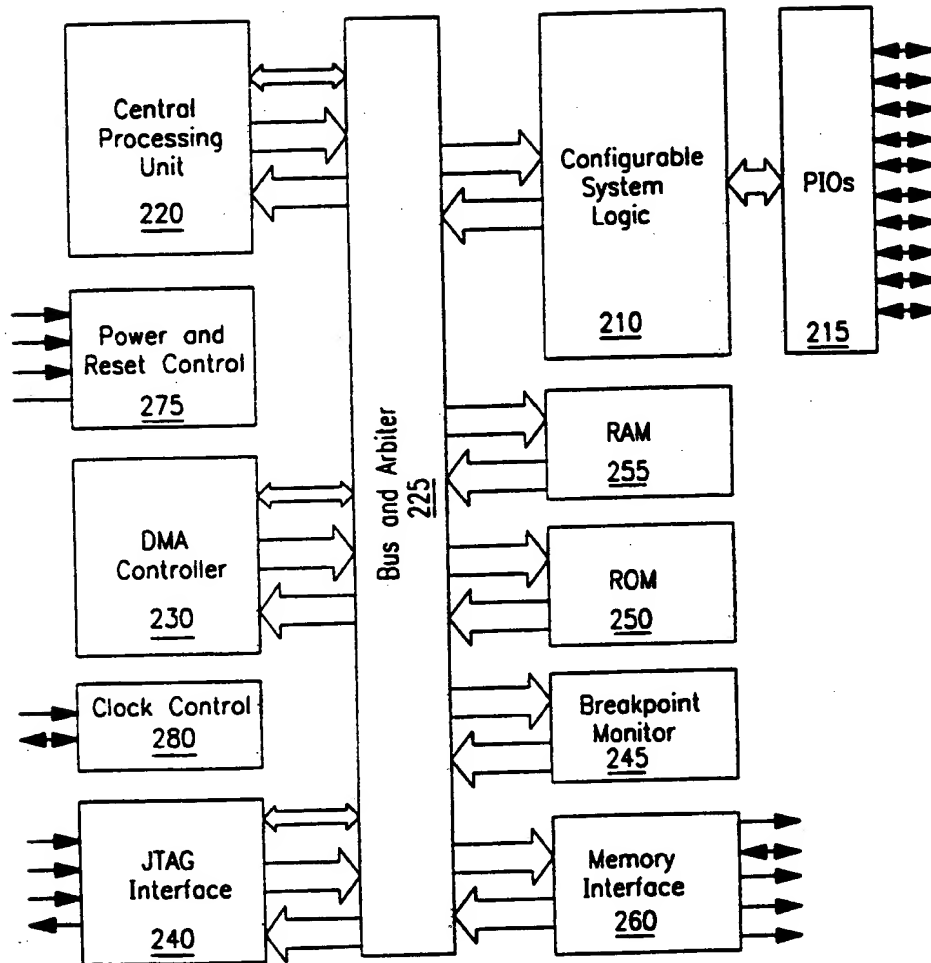 Central
Processing
Unit
220
Power and
Reset Control
275
DMA
Controller
230
Clock Control
280
JTAG
Interface
240
Bus and Arbiter
225
Configurable
System
Logic
210
PIOs
215
RAM
255
ROM
250
Breakpoint
Monitor
245
Memory
Interface
260